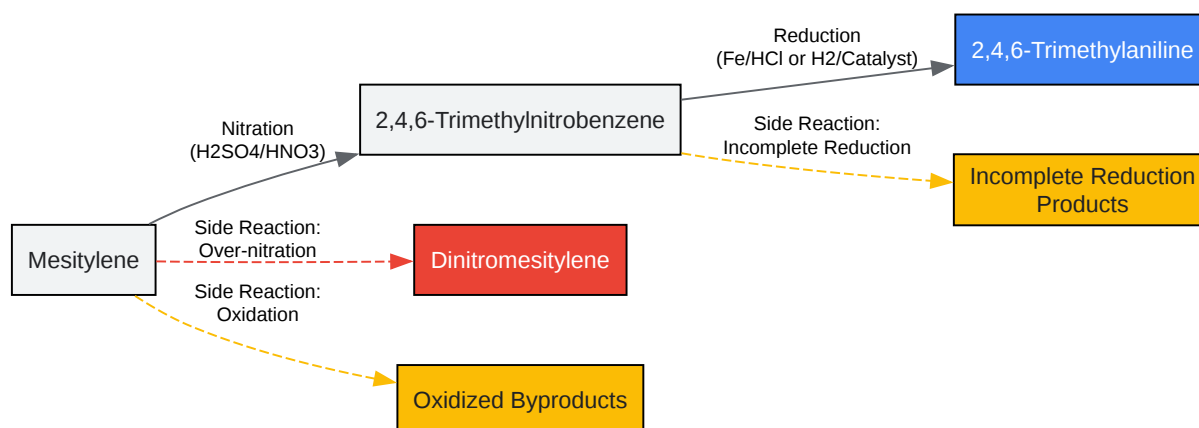 Reduction
(Fe/HCl or H2/Catalyst)
2,4,6-Trimethylaniline
Nitration
(H2SO4/HNO3)
2,4,6-Trimethylnitrobenzene
Side Reaction:
Incomplete Reduction
Incomplete Reduction
Products
Mesitylene
Side Reaction:
Over-nitration
Dinitromesitylene
Side Reaction:
Oxidation
Oxidized Byproducts